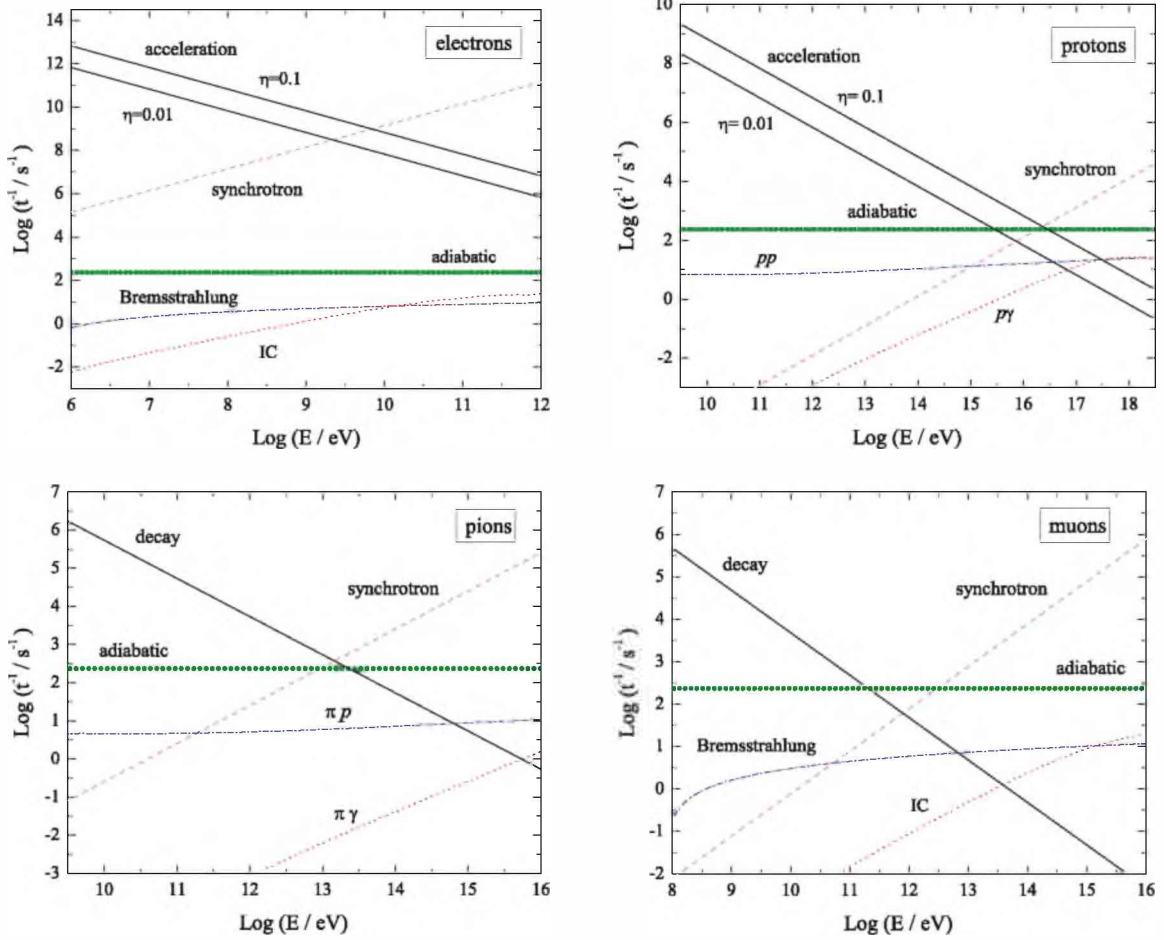 electrons
acceleration
η=0.1
η=0.01
synchrotron
adiabatic
Bremsstrahlung
IC
14
12
10
8
6
4
2
0
-2
6 7 8 9 10 11 12
Log (t⁻¹ / s⁻¹)
Log (E / eV)
protons
acceleration
η= 0.1
η= 0.01
synchrotron
adiabatic
pp
pγ
10
8
6
4
2
0
-2
10 11 12 13 14 15 16 17 18
Log (t⁻¹ / s⁻¹)
Log (E / eV)
pions
decay
synchrotron
adiabatic
π p
π γ
7
6
5
4
3
2
1
0
-1
-2
-3
10 11 12 13 14 15 16
Log (t⁻¹ / s⁻¹)
Log (E / eV)
muons
decay
synchrotron
adiabatic
Bremsstrahlung
IC
7
6
5
4
3
2
1
0
-1
-2
8 9 10 11 12 13 14 15 16
Log (t⁻¹ / s⁻¹)
Log (E / eV)